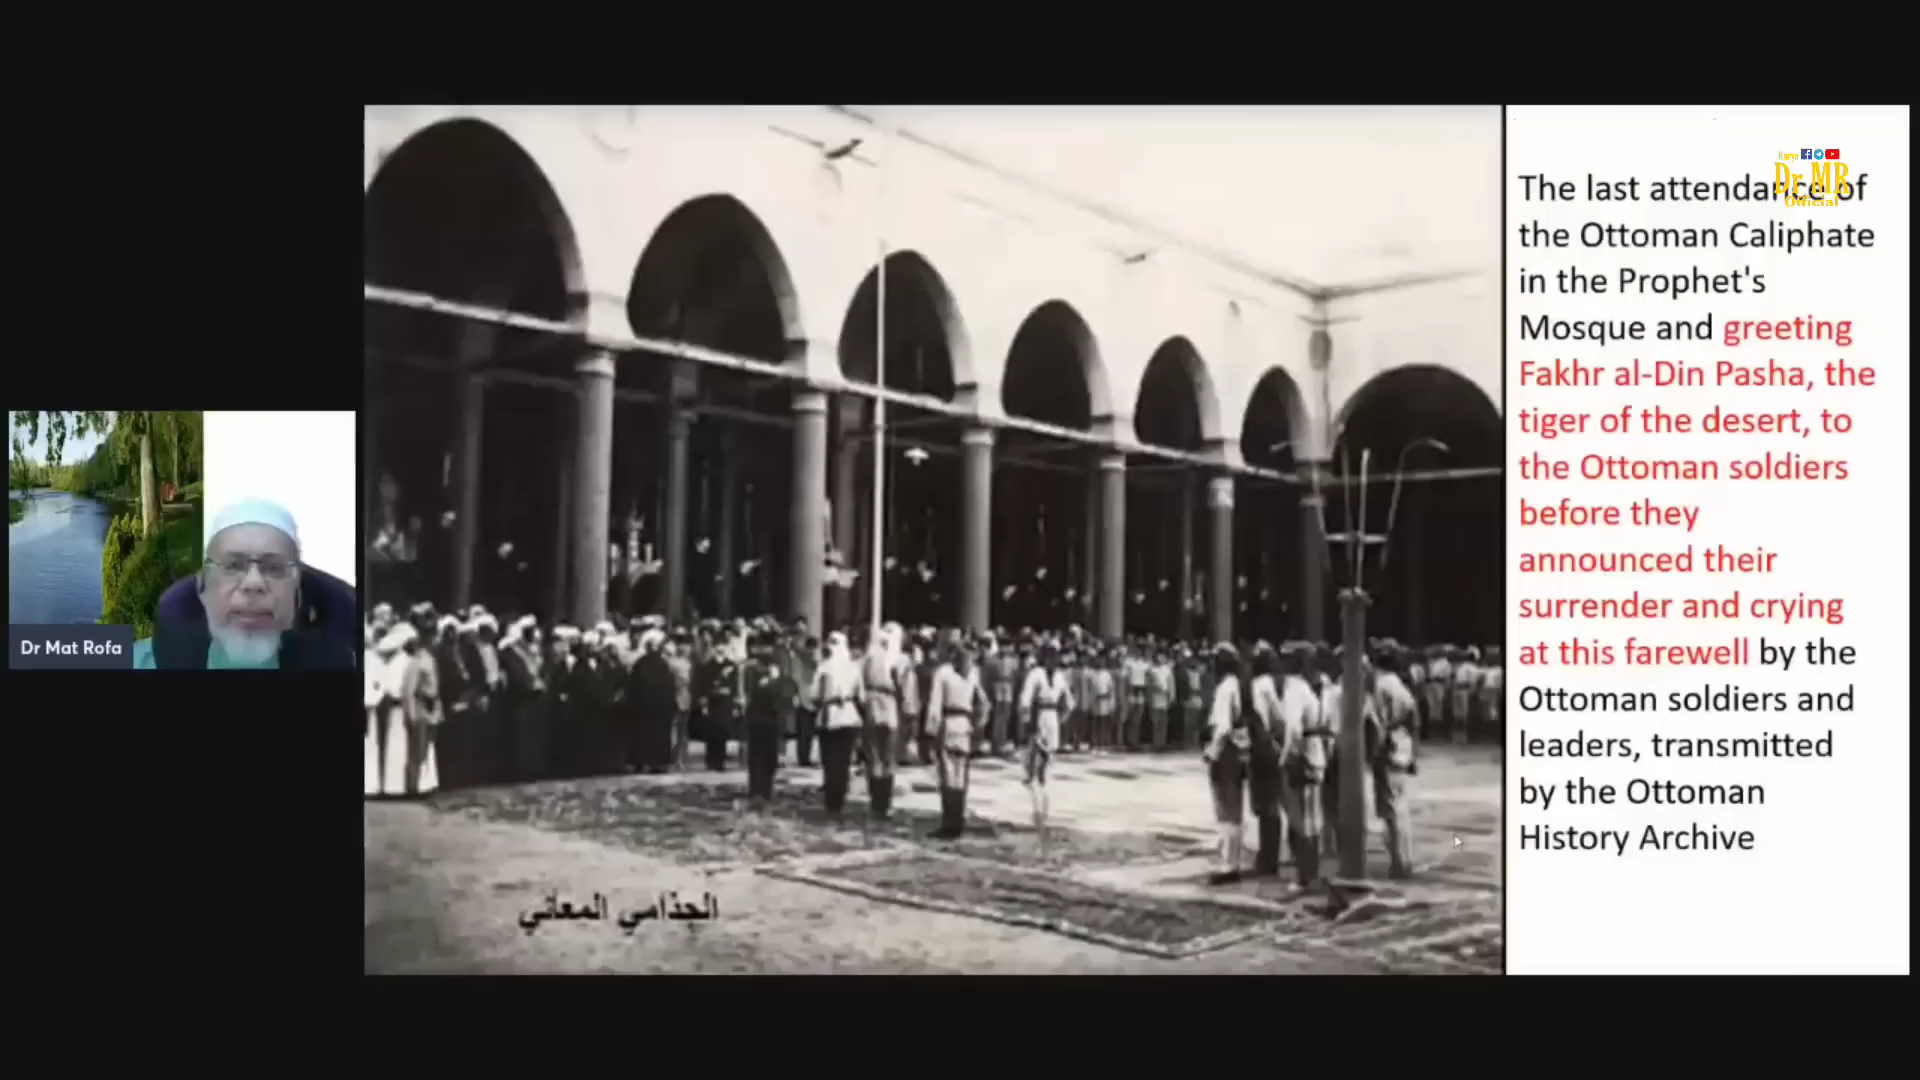 Karya
Dr.MR
Official
The last attendance of
the Ottoman Caliphate
in the Prophet's
Mosque and greeting
Fakhr al-Din Pasha, the
tiger of the desert, to
the Ottoman soldiers
before they
announced their
surrender and crying
at this farewell by the
Ottoman soldiers and
leaders, transmitted
by the Ottoman
History Archive
Dr Mat Rofa
الجذامي المعاني